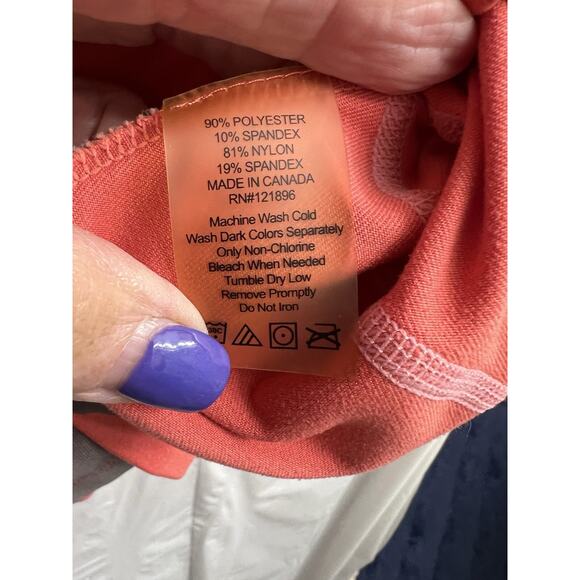 90% POLYESTER
10% SPANDEX
81% NYLON
19% SPANDEX
MADE IN CANADA
RN#121896
Machine Wash Cold
Wash Dark Colors Separately
Only Non-Chlorine
Bleach When Needed
Tumble Dry Low
Remove Promptly
Do Not Iron